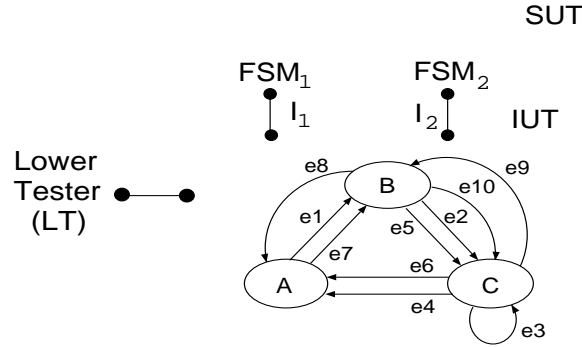 SUT
FSM1
FSM2
I1
I2
IUT
Lower
Tester
(LT)
e8
B
e9
e10
e1
e7
e5
e2
A
e6
e4
C
e3